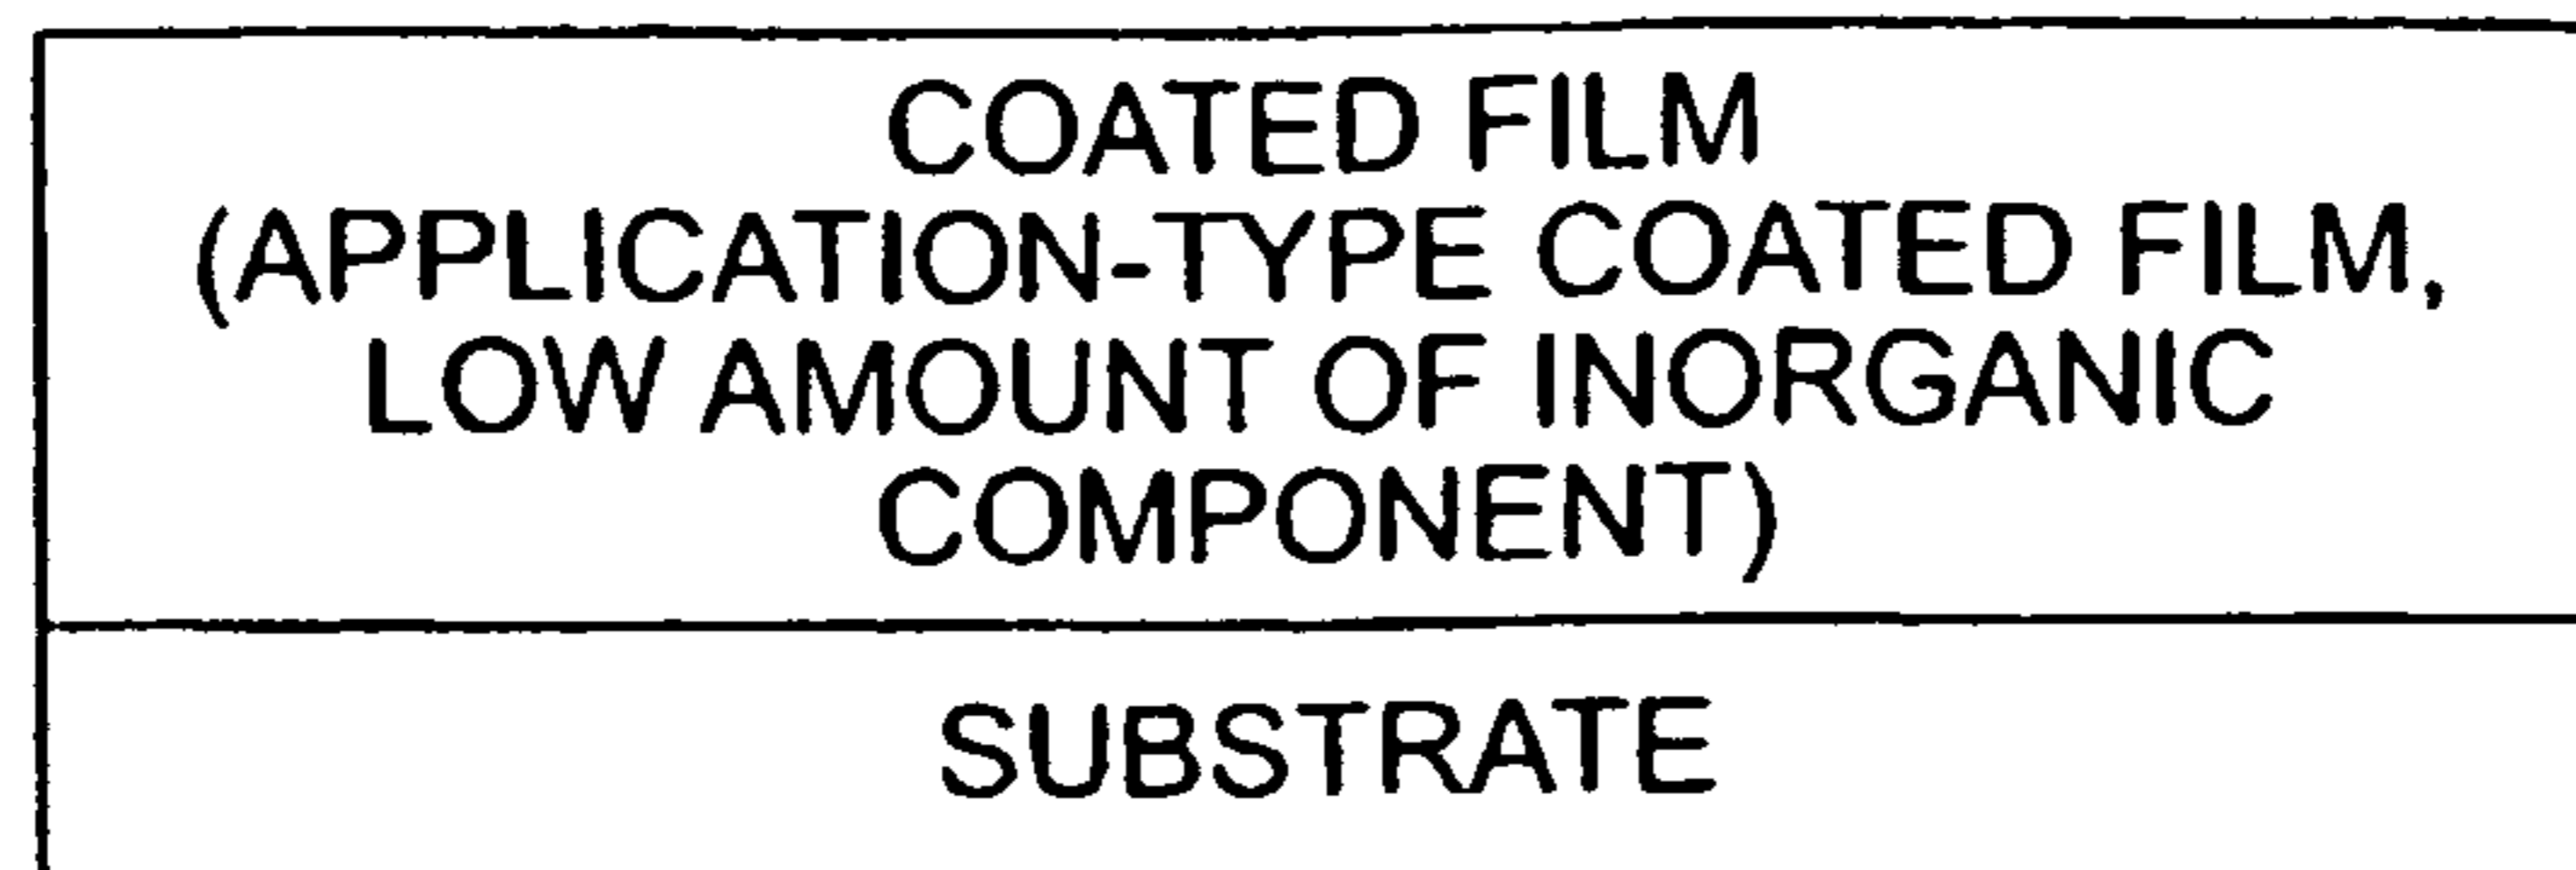 COATED FILM
(APPLICATION-TYPE COATED FILM,
LOW AMOUNT OF INORGANIC
COMPONENT)
SUBSTRATE